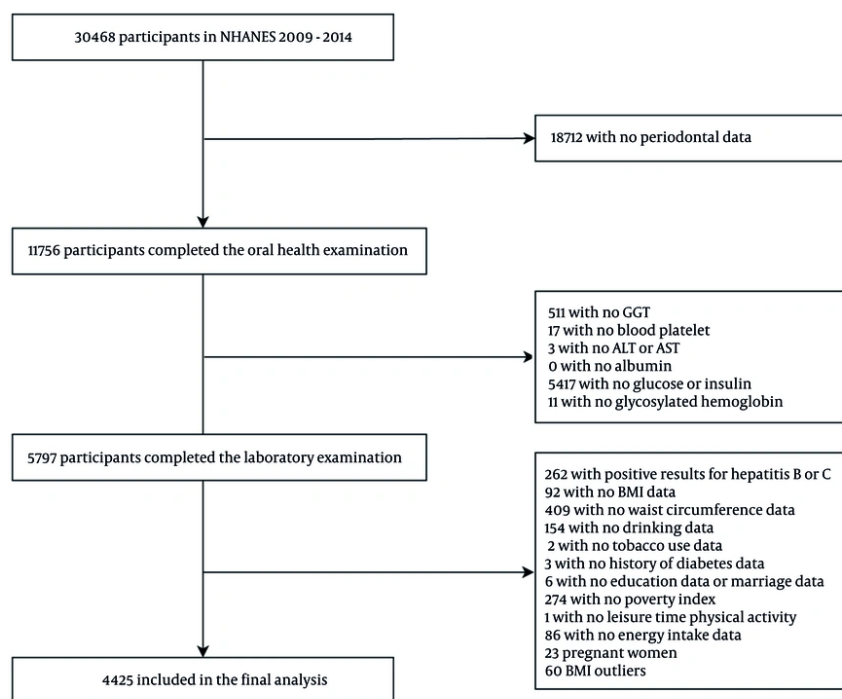 30468 participants in NHANES 2009 - 2014
18712 with no periodontal data
11756 participants completed the oral health examination
511 with no GGT
17 with no blood platelet
3 with no ALT or AST
0 with no albumin
5417 with no glucose or insulin
11 with no glycosylated hemoglobin
5797 participants completed the laboratory examination
262 with positive results for hepatitis B or C
92 with no BMI data
409 with no waist circumference data
154 with no drinking data
2 with no tobacco use data
3 with no history of diabetes data
6 with no education data or marriage data
274 with no poverty index
1 with no leisure time physical activity
86 with no energy intake data
23 pregnant women
60 BMI outliers
4425 included in the final analysis